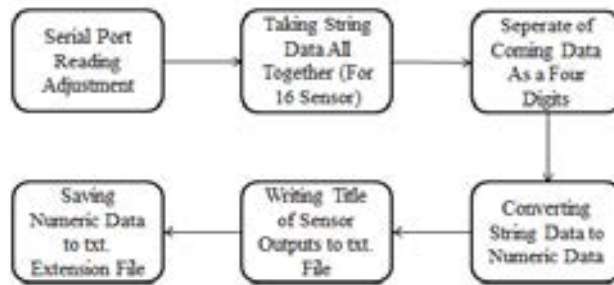 Serial Port
Reading
Adjustment
Taking String
Data All
Together (For
16 Sensor)
Seperate of
Coming Data
As a Four
Digits
Converting
String Data to
Numeric Data
Writing Title
of Sensor
Outputs to txt.
File
Saving
Numeric Data
to txt.
Extension File